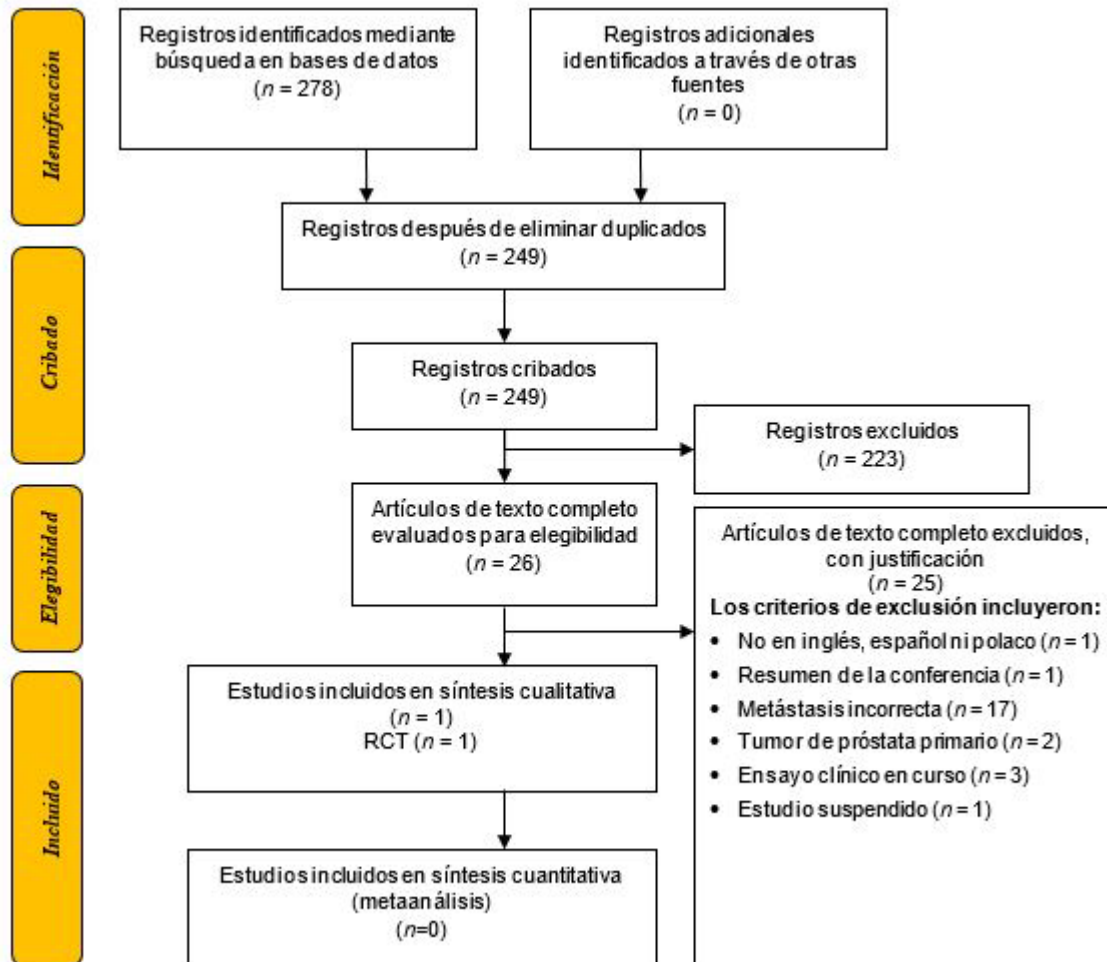 Identificación
Registros identificados mediante
búsqueda en bases de datos
(n = 278)
Registros adicionales
identificados a través de otras
fuentes
(n = 0)
Registros después de eliminar duplicados
(n = 249)
Cribado
Registros cribados
(n = 249)
Registros excluidos
(n = 223)
Elegibilidad
Artículos de texto completo
evaluados para elegibilidad
(n = 26)
Artículos de texto completo excluidos,
con justificación
(n = 25)
Los criterios de exclusión incluyeron:
• No en inglés, español ni polaco (n = 1)
• Resumen de la conferencia (n = 1)
• Metástasis incorrecta (n = 17)
• Tumor de próstata primario (n = 2)
• Ensayo clínico en curso (n = 3)
• Estudio suspendido (n = 1)
Incluido
Estudios incluidos en síntesis cualitativa
(n = 1)
RCT (n = 1)
Estudios incluidos en síntesis cuantitativa
(metaanálisis)
(n=0)